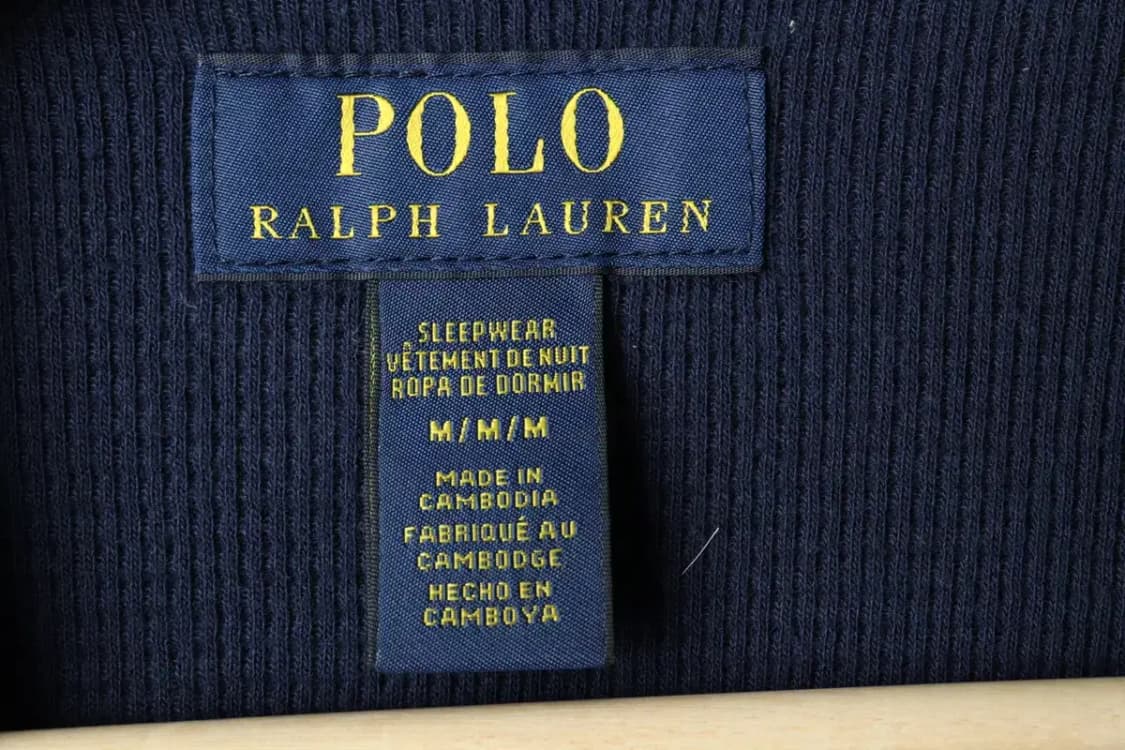 POLO
RALPH LAUREN
SLEEPWEAR
VÊTEMENT DE NUIT
ROPA DE DORMIR
M/M/M
MADE IN
CAMBODIA
FABRIQUÉ AU
CAMBODGE
HECHO EN
CAMBOYA